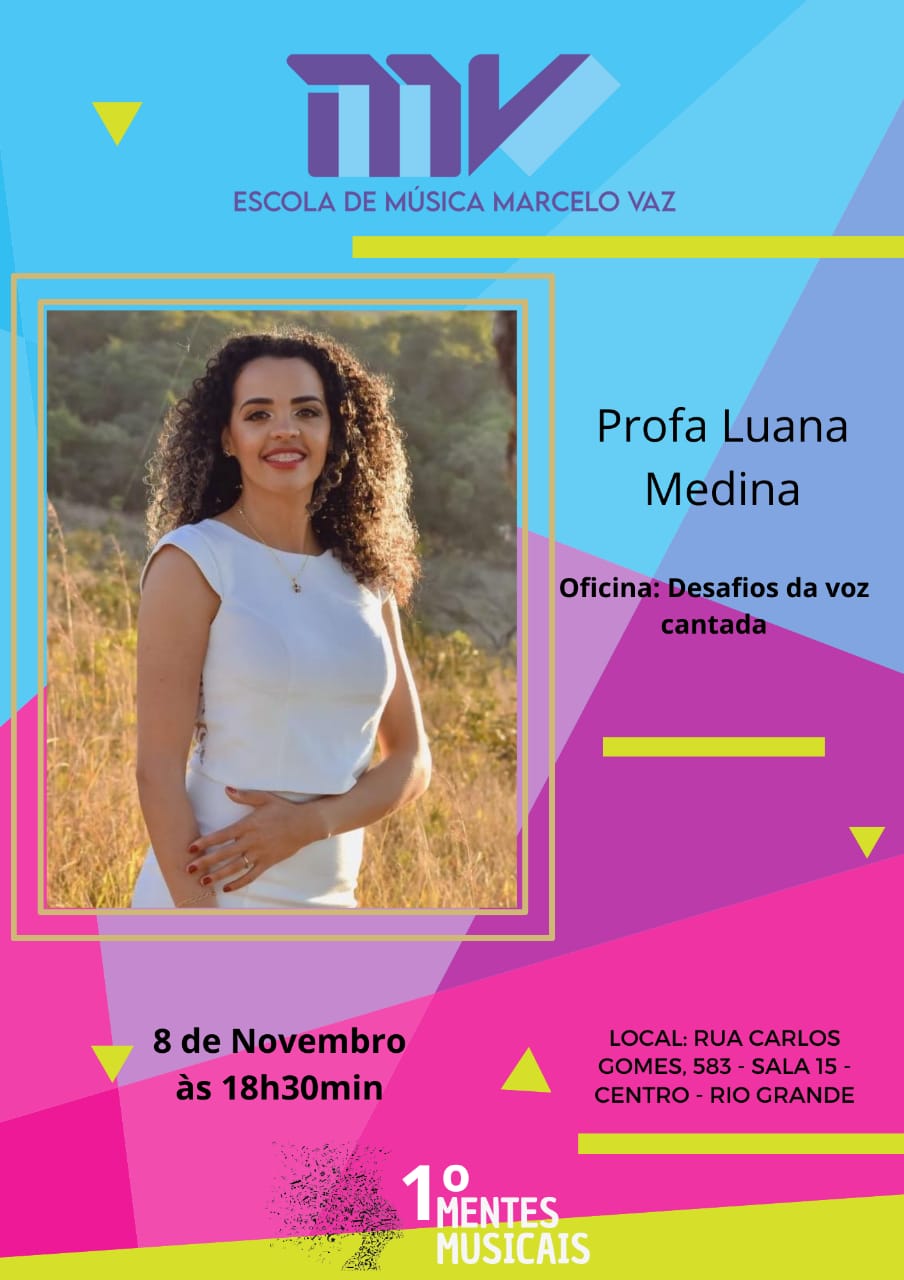 MV
ESCOLA DE MÚSICA MARCELO VAZ
Profa Luana
Medina
Oficina: Desafios da voz
cantada
8 de Novembro
às 18h30min
LOCAL: RUA CARLOS
GOMES, 583 - SALA 15 -
CENTRO - RIO GRANDE
1º
MENTES
MUSICAIS